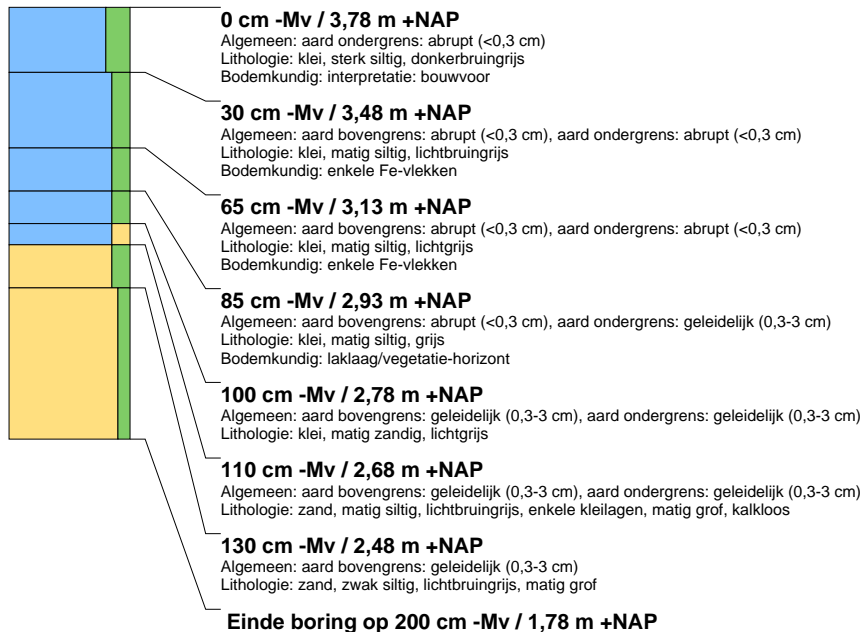 0 cm -Mv / 3,78 m +NAP
Algemeen: aard ondergrens: abrupt (<0,3 cm)
Lithologie: klei, sterk siltig, donkerbruingrijs
Bodemkundig: interpretatie: bouwvoor
30 cm -Mv / 3,48 m +NAP
Algemeen: aard bovengrens: abrupt (<0,3 cm), aard ondergrens: abrupt (<0,3 cm)
Lithologie: klei, matig siltig, lichtbruingrijs
Bodemkundig: enkele Fe-vlekken
65 cm -Mv / 3,13 m +NAP
Algemeen: aard bovengrens: abrupt (<0,3 cm), aard ondergrens: abrupt (<0,3 cm)
Lithologie: klei, matig siltig, lichtgrijs
Bodemkundig: enkele Fe-vlekken
85 cm -Mv / 2,93 m +NAP
Algemeen: aard bovengrens: abrupt (<0,3 cm), aard ondergrens: geleidelijk (0,3-3 cm)
Lithologie: klei, matig siltig, grijs
Bodemkundig: laklaag/vegetatie-horizont
100 cm -Mv / 2,78 m +NAP
Algemeen: aard bovengrens: geleidelijk (0,3-3 cm), aard ondergrens: geleidelijk (0,3-3 cm)
Lithologie: klei, matig zandig, lichtgrijs
110 cm -Mv / 2,68 m +NAP
Algemeen: aard bovengrens: geleidelijk (0,3-3 cm), aard ondergrens: geleidelijk (0,3-3 cm)
Lithologie: zand, matig siltig, lichtbruingrijs, enkele kleilagen, matig grof, kalkloos
130 cm -Mv / 2,48 m +NAP
Algemeen: aard bovengrens: geleidelijk (0,3-3 cm)
Lithologie: zand, zwak siltig, lichtbruingrijs, matig grof
Einde boring op 200 cm -Mv / 1,78 m +NAP